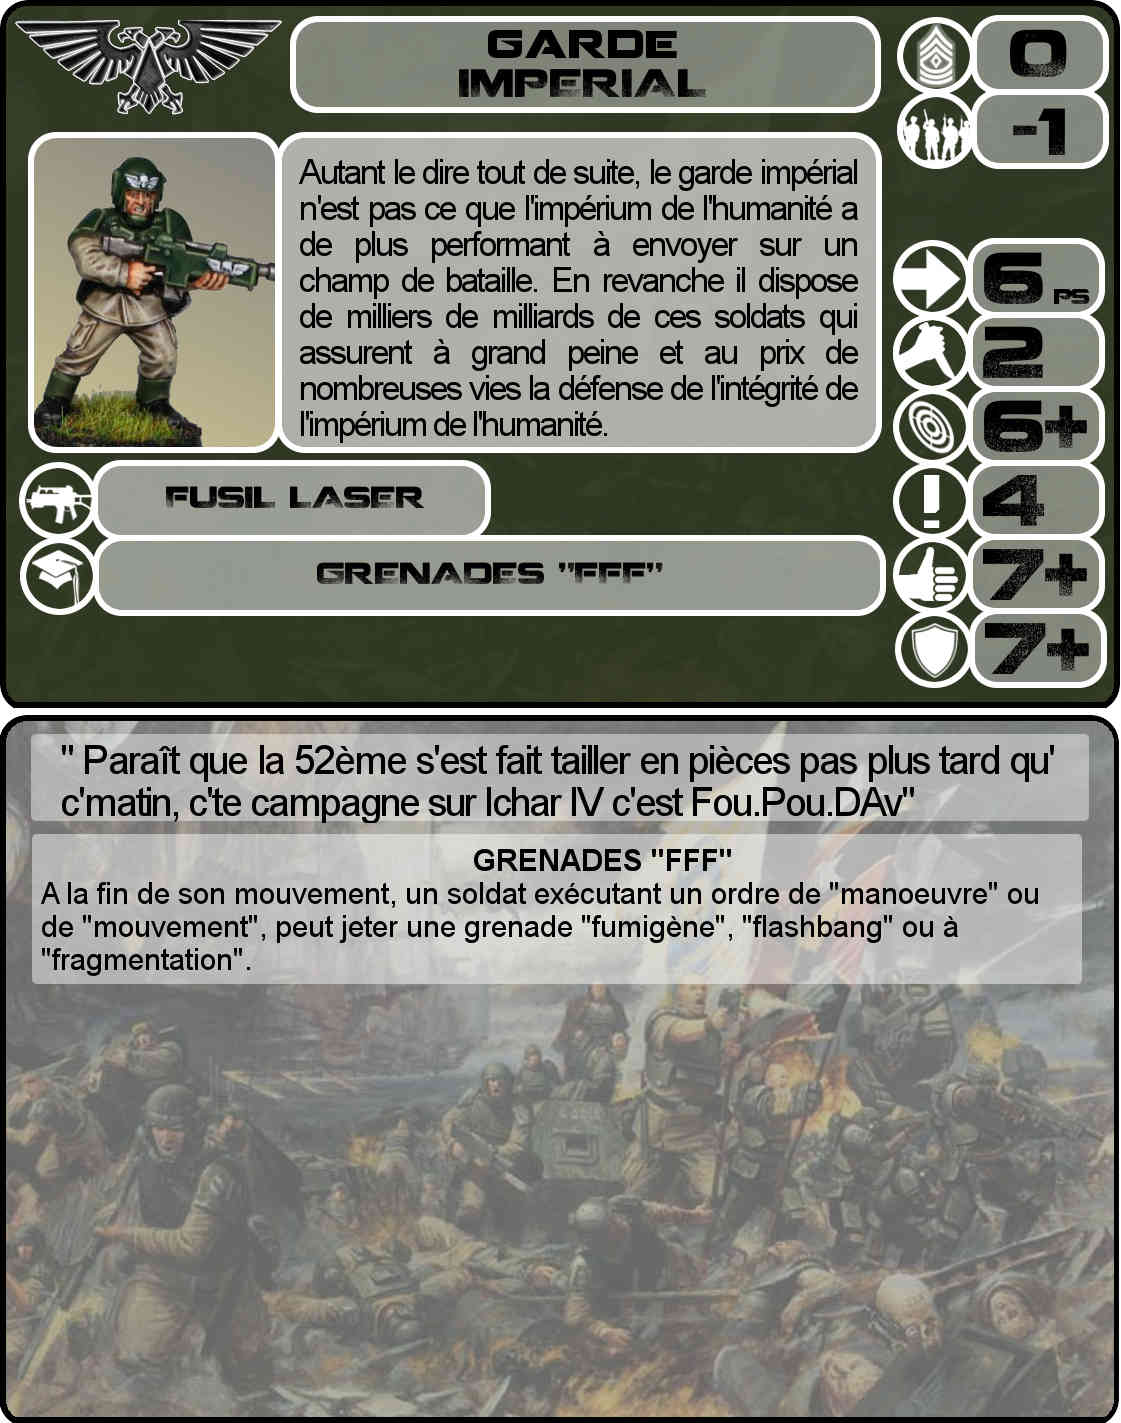 GARDE
IMPERIAL
0
-1
Autant le dire tout de suite, le garde impérial
n'est pas ce que l'impérium de l'humanité a
de plus performant à envoyer sur un
champ de bataille. En revanche il dispose
de milliers de milliards de ces soldats qui
assurent à grand peine et au prix de
nombreuses vies la défense de l'intégrité de
l'impérium de l'humanité.
6 PS
2
6+
4
7+
7+
FUSIL LASER
GRENADES "FFF"
" Paraît que la 52ème s'est fait tailler en pièces pas plus tard qu'
c'matin, c'te campagne sur Ichar IV c'est Fou.Pou.DAv"
GRENADES "FFF"
A la fin de son mouvement, un soldat exécutant un ordre de "manoeuvre" ou
de "mouvement", peut jeter une grenade "fumigène", "flashbang" ou à
"fragmentation".